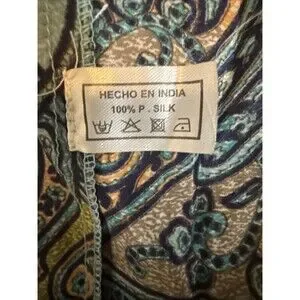 HECHO EN INDIA
100% P. SILK